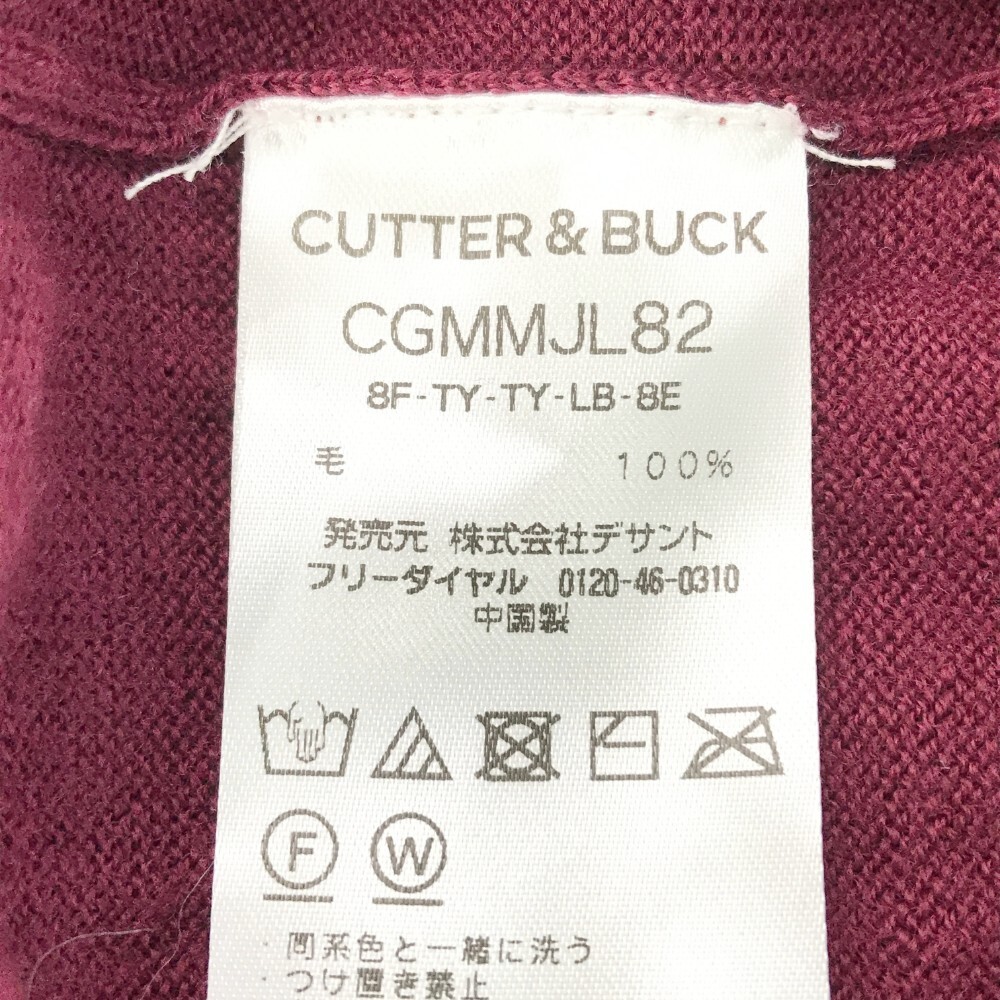 CUTTER & BUCK
CGMMJL82
8F-TY-TY-LB-8E
毛 100%
発売元 株式会社デサント
フリーダイヤル 0120-46-0310
中国製
F W
・同系色と一緒に洗う
・つけ置き禁止